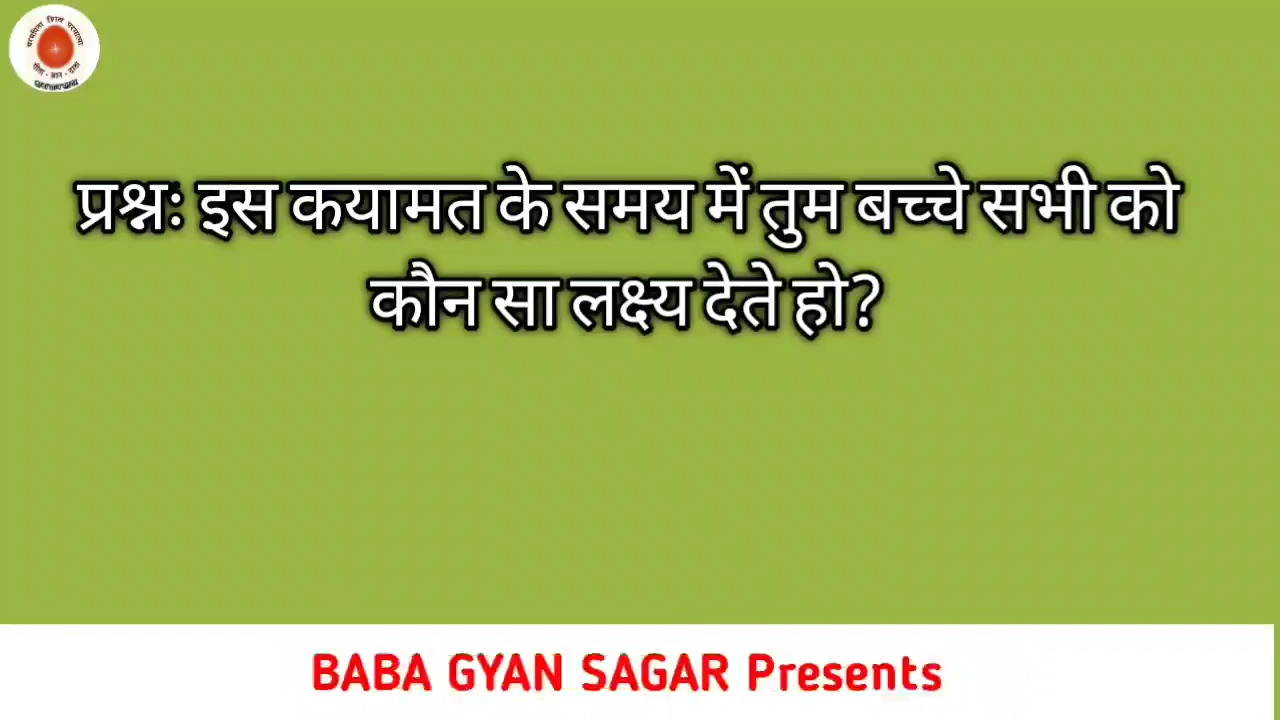 प्रश्नः इस कयामत के समय में तुम बच्चे सभी को
कौन सा लक्ष्य देते हो?
BABA GYAN SAGAR Presents